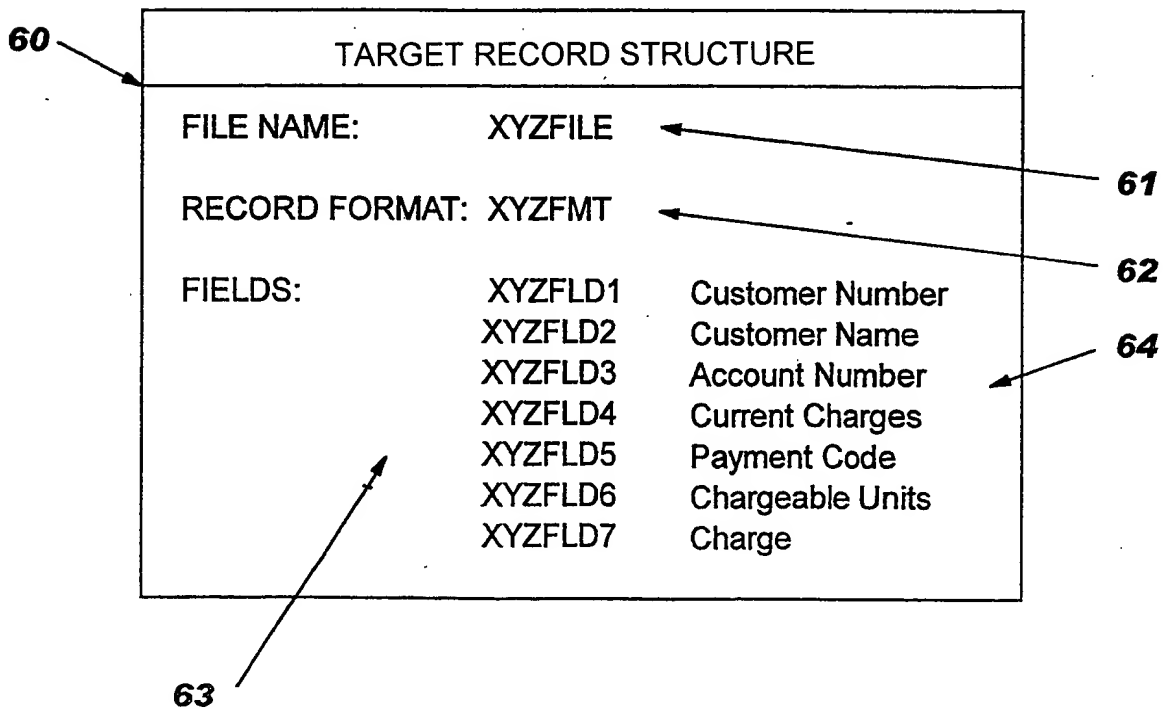 60
TARGET RECORD STRUCTURE
FILE NAME: XYZFILE
61
RECORD FORMAT: XYZFMT
62
FIELDS: XYZFLD1 Customer Number
XYZFLD2 Customer Name
64
XYZFLD3 Account Number
XYZFLD4 Current Charges
XYZFLD5 Payment Code
XYZFLD6 Chargeable Units
XYZFLD7 Charge
63